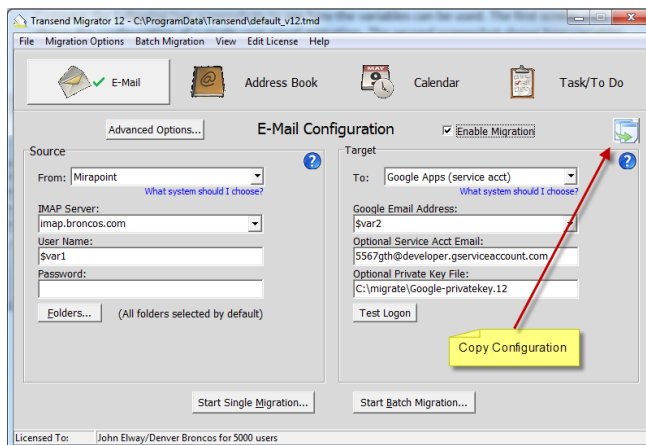 Transend Migrator 12 - C:\ProgramData\Transend\default_v12.tmd
File Migration Options Batch Migration View Edit License Help
E-Mail Address Book MAY 9 Calendar Task/To Do
Advanced Options... E-Mail Configuration Enable Migration
Source Target
From: Mirapoint To: Google Apps (service acct)
What system should I choose? What system should I choose?
IMAP Server: Google Email Address:
imap.broncos.com $var2
User Name: Optional Service Acct Email:
$var1 5567gth@developer.gserviceaccount.com
Password: Optional Private Key File:
C:\migrate\Google-privatekey.12
Folders... (All folders selected by default) Test Logon
Copy Configuration
Start Single Migration... Start Batch Migration...
Licensed To: John Elway/Denver Broncos for 5000 users